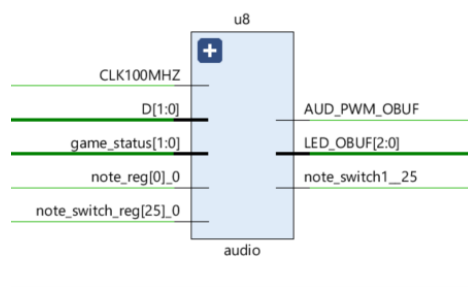 u8
CLK100MHZ
D[1:0]
game_status[1:0]
note_reg[0]_0
note_switch_reg[25]_0
AUD_PWM_OBUF
LED_OBUF[2:0]
note_switch1__25
audio